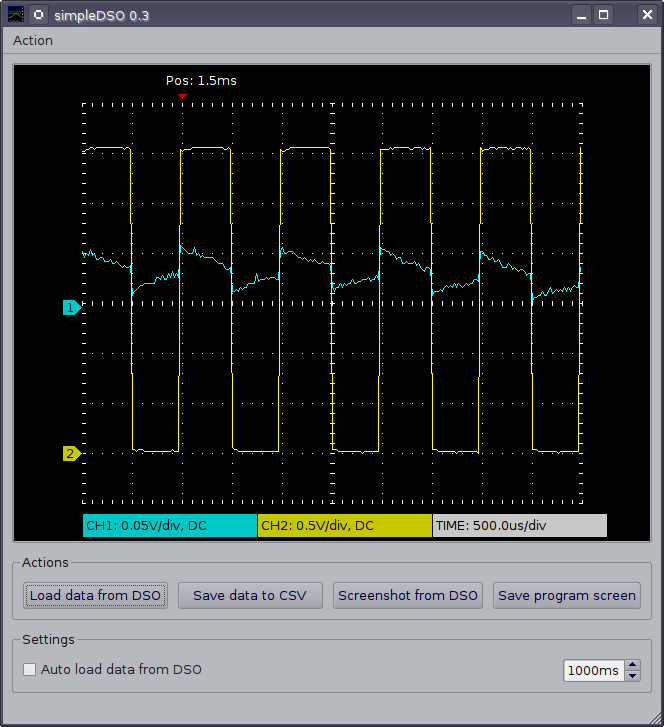 simpleDSO 0.3
Action
Pos: 1.5ms
1
2
CH1: 0.05V/div, DC
CH2: 0.5V/div, DC
TIME: 500.0us/div
Actions
Load data from DSO
Save data to CSV
Screenshot from DSO
Save program screen
Settings
Auto load data from DSO
1000ms